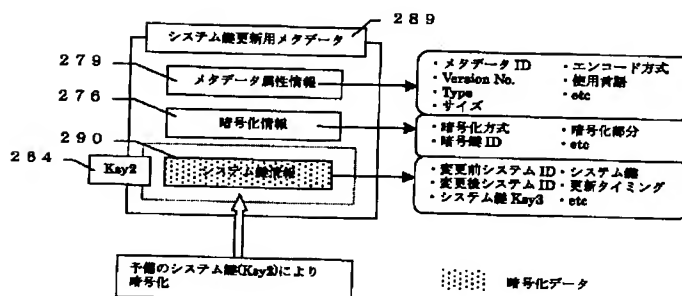 289
システム鍵更新用メタデータ
279
メタデータ属性情報
・メタデータID ・エンコード方式
・Version No. ・使用言語
・Type ・etc
・サイズ
276
暗号化情報
・暗号化方式 ・暗号化部分
・暗号鍵ID ・etc
290
284
Key2
システム鍵情報
・変更前システムID・システム鍵
・変更後システムID・更新タイミング
・システム鍵Key3 ・etc
予備のシステム鍵(Key2)により
暗号化
暗号化データ